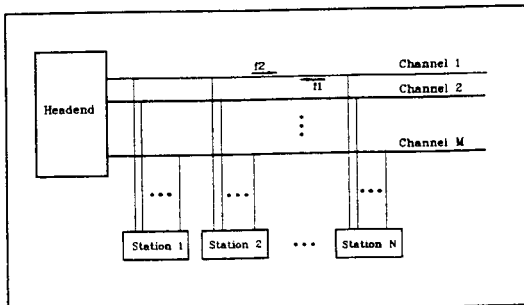 f2
f1
Channel 1
Channel 2
Headend
Channel M
Station 1
Station 2
Station N